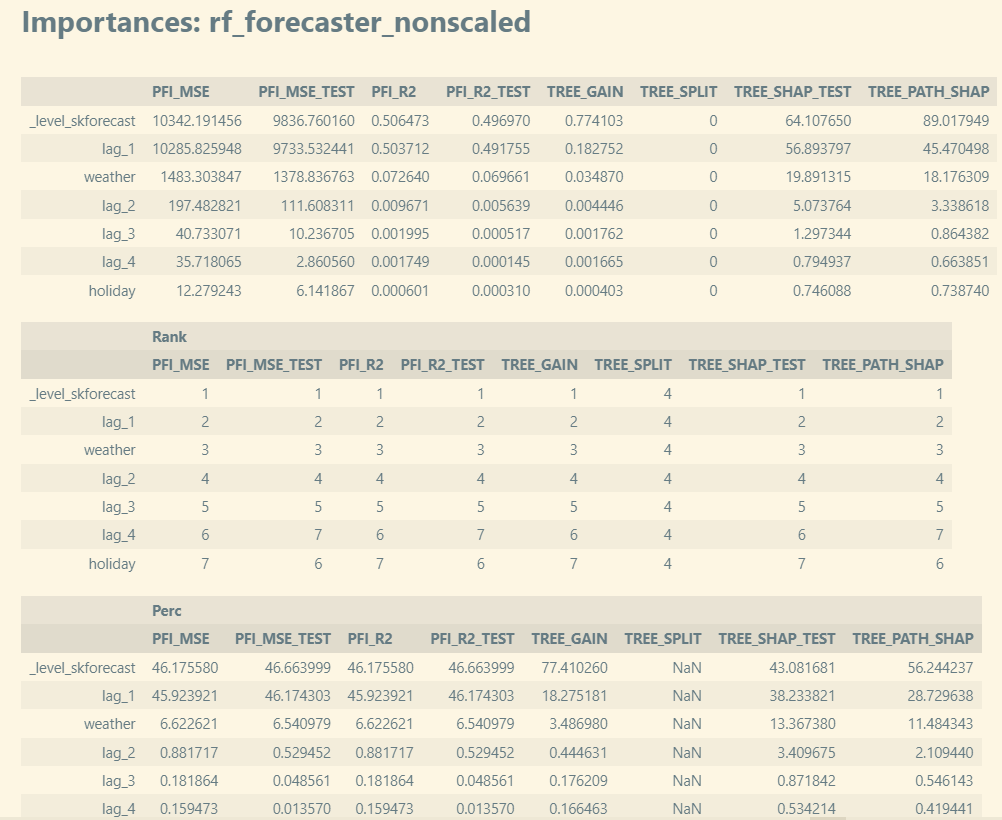 Importances: rf_forecaster_nonscaled
PFI_MSE PFI_MSE_TEST PFI_R2 PFI_R2_TEST TREE_GAIN TREE_SPLIT TREE_SHAP_TEST TREE_PATH_SHAP
_level_skforecast 10342.191456 9836.760160 0.506473 0.496970 0.774103 0 64.107650 89.017949
lag_1 10285.825948 9733.532441 0.503712 0.491755 0.182752 0 56.893797 45.470498
weather 1483.303847 1378.836763 0.072640 0.069661 0.034870 0 19.891315 18.176309
lag_2 197.482821 111.608311 0.009671 0.005639 0.004446 0 5.073764 3.338618
lag_3 40.733071 10.236705 0.001995 0.000517 0.001762 0 1.297344 0.864382
lag_4 35.718065 2.860560 0.001749 0.000145 0.001665 0 0.794937 0.663851
holiday 12.279243 6.141867 0.000601 0.000310 0.000403 0 0.746088 0.738740
Rank
PFI_MSE PFI_MSE_TEST PFI_R2 PFI_R2_TEST TREE_GAIN TREE_SPLIT TREE_SHAP_TEST TREE_PATH_SHAP
_level_skforecast 1 1 1 1 1 4 1 1
lag_1 2 2 2 2 2 4 2 2
weather 3 3 3 3 3 4 3 3
lag_2 4 4 4 4 4 4 4 4
lag_3 5 5 5 5 5 4 5 5
lag_4 6 7 6 7 6 4 6 7
holiday 7 6 7 6 7 4 7 6
Perc
PFI_MSE PFI_MSE_TEST PFI_R2 PFI_R2_TEST TREE_GAIN TREE_SPLIT TREE_SHAP_TEST TREE_PATH_SHAP
_level_skforecast 46.175580 46.663999 46.175580 46.663999 77.410260 NaN 43.081681 56.244237
lag_1 45.923921 46.174303 45.923921 46.174303 18.275181 NaN 38.233821 28.729638
weather 6.622621 6.540979 6.622621 6.540979 3.486980 NaN 13.367380 11.484343
lag_2 0.881717 0.529452 0.881717 0.529452 0.444631 NaN 3.409675 2.109440
lag_3 0.181864 0.048561 0.181864 0.048561 0.176209 NaN 0.871842 0.546143
lag_4 0.159473 0.013570 0.159473 0.013570 0.166463 NaN 0.534214 0.419441